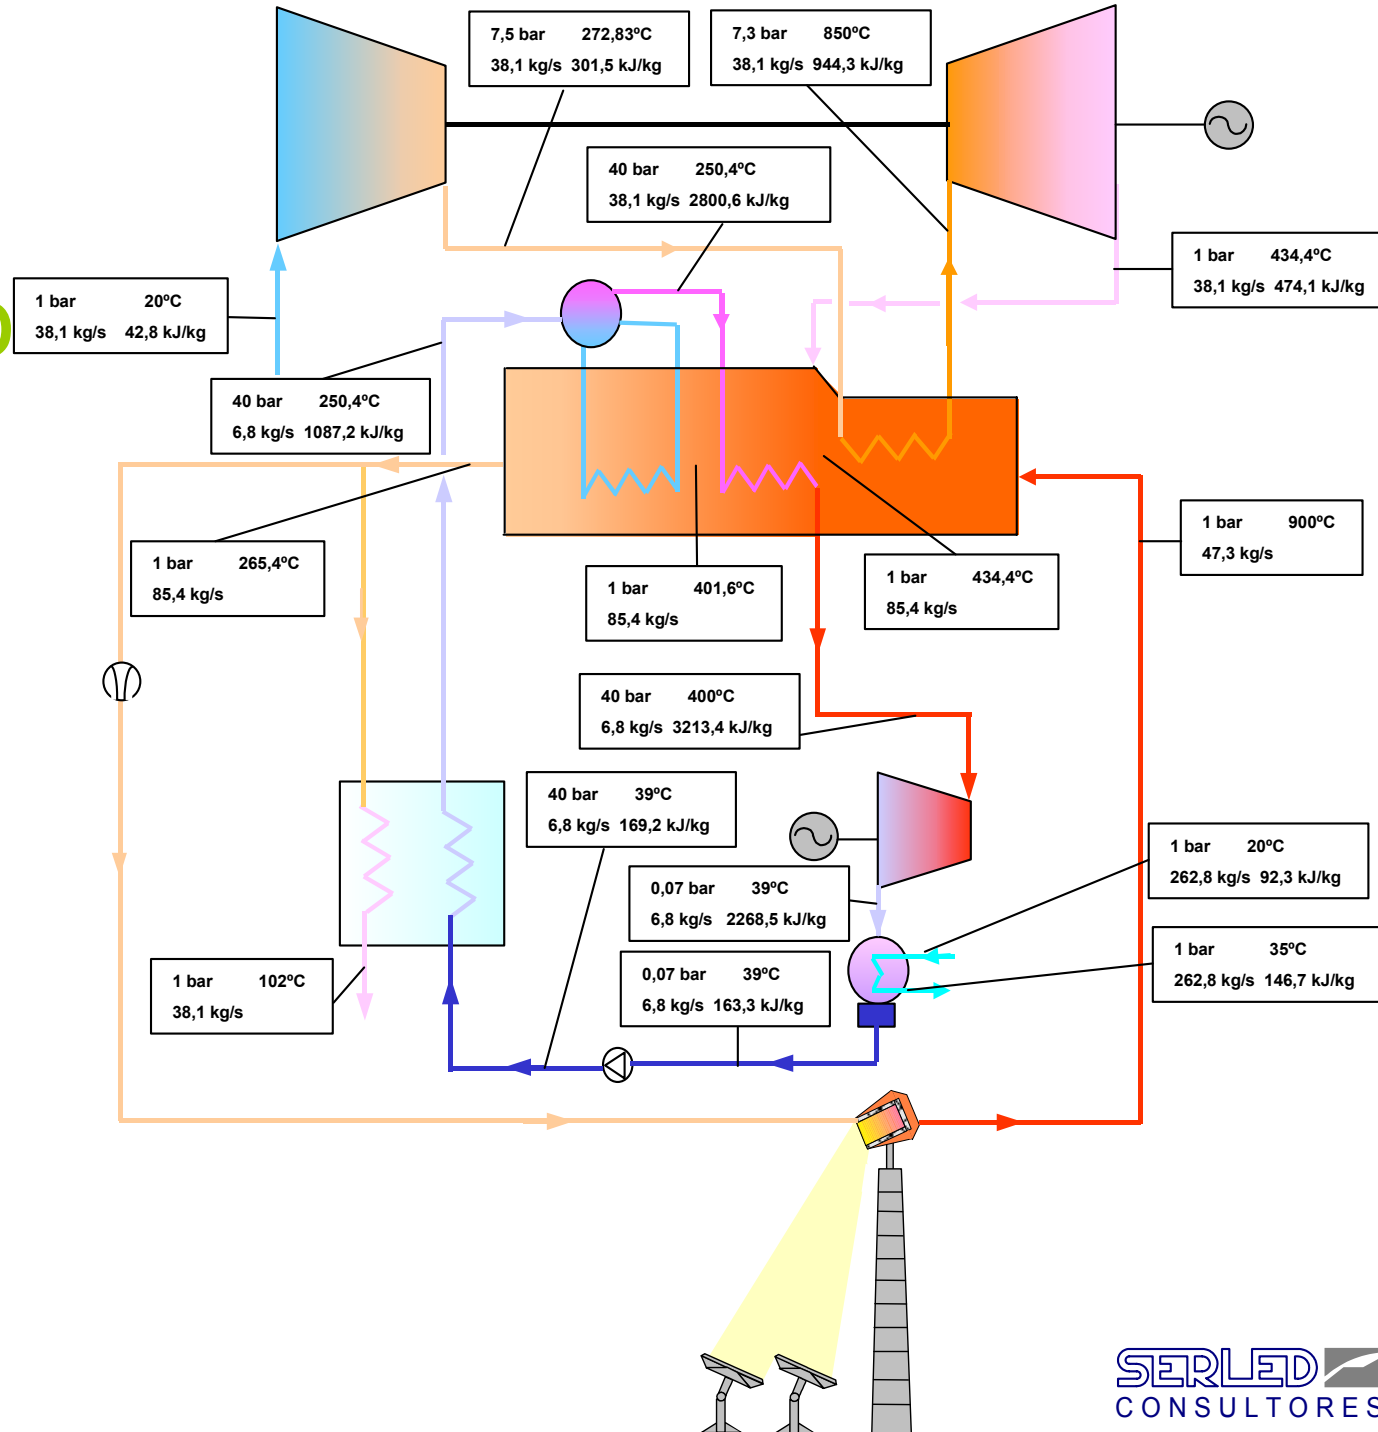 7,5 bar 272,83ºC
38,1 kg/s 301,5 kJ/kg
7,3 bar 850ºC
38,1 kg/s 944,3 kJ/kg
40 bar 250,4ºC
38,1 kg/s 2800,6 kJ/kg
1 bar 434,4ºC
38,1 kg/s 474,1 kJ/kg
1 bar 20ºC
38,1 kg/s 42,8 kJ/kg
40 bar 250,4ºC
6,8 kg/s 1087,2 kJ/kg
1 bar 900ºC
47,3 kg/s
1 bar 265,4ºC
85,4 kg/s
1 bar 401,6ºC
85,4 kg/s
1 bar 434,4ºC
85,4 kg/s
40 bar 400ºC
6,8 kg/s 3213,4 kJ/kg
40 bar 39ºC
6,8 kg/s 169,2 kJ/kg
1 bar 20ºC
262,8 kg/s 92,3 kJ/kg
0,07 bar 39ºC
6,8 kg/s 2268,5 kJ/kg
1 bar 35ºC
262,8 kg/s 146,7 kJ/kg
0,07 bar 39ºC
6,8 kg/s 163,3 kJ/kg
1 bar 102ºC
38,1 kg/s
SERLED
CONSULTORES